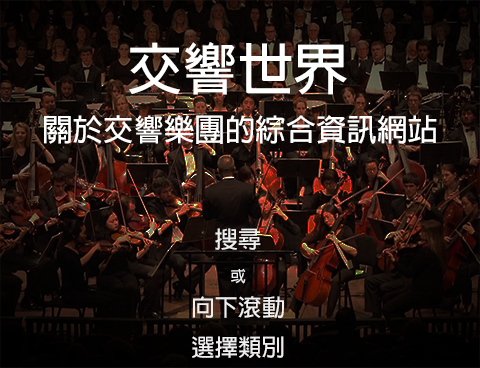 交響世界
關於交響樂團的綜合資訊網站
搜尋
或
向下滾動
選擇類別